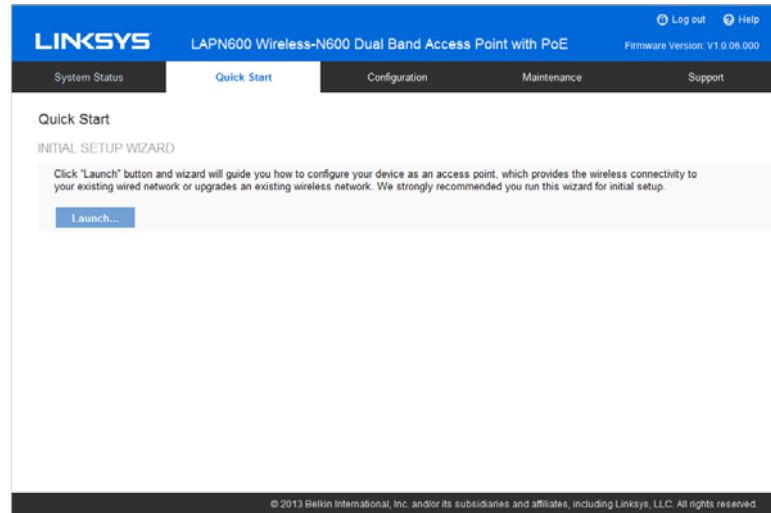 Log out Help
LINKSYS LAPN600 Wireless-N600 Dual Band Access Point with PoE Firmware Version: V1.0.06.000
System Status Quick Start Configuration Maintenance Support
Quick Start
INITIAL SETUP WIZARD
Click "Launch" button and wizard will guide you how to configure your device as an access point, which provides the wireless connectivity to
your existing wired network or upgrades an existing wireless network. We strongly recommended you run this wizard for initial setup.
Launch...
© 2013 Belkin International, Inc. and/or its subsidiaries and affiliates, including Linksys, LLC. All rights reserved.